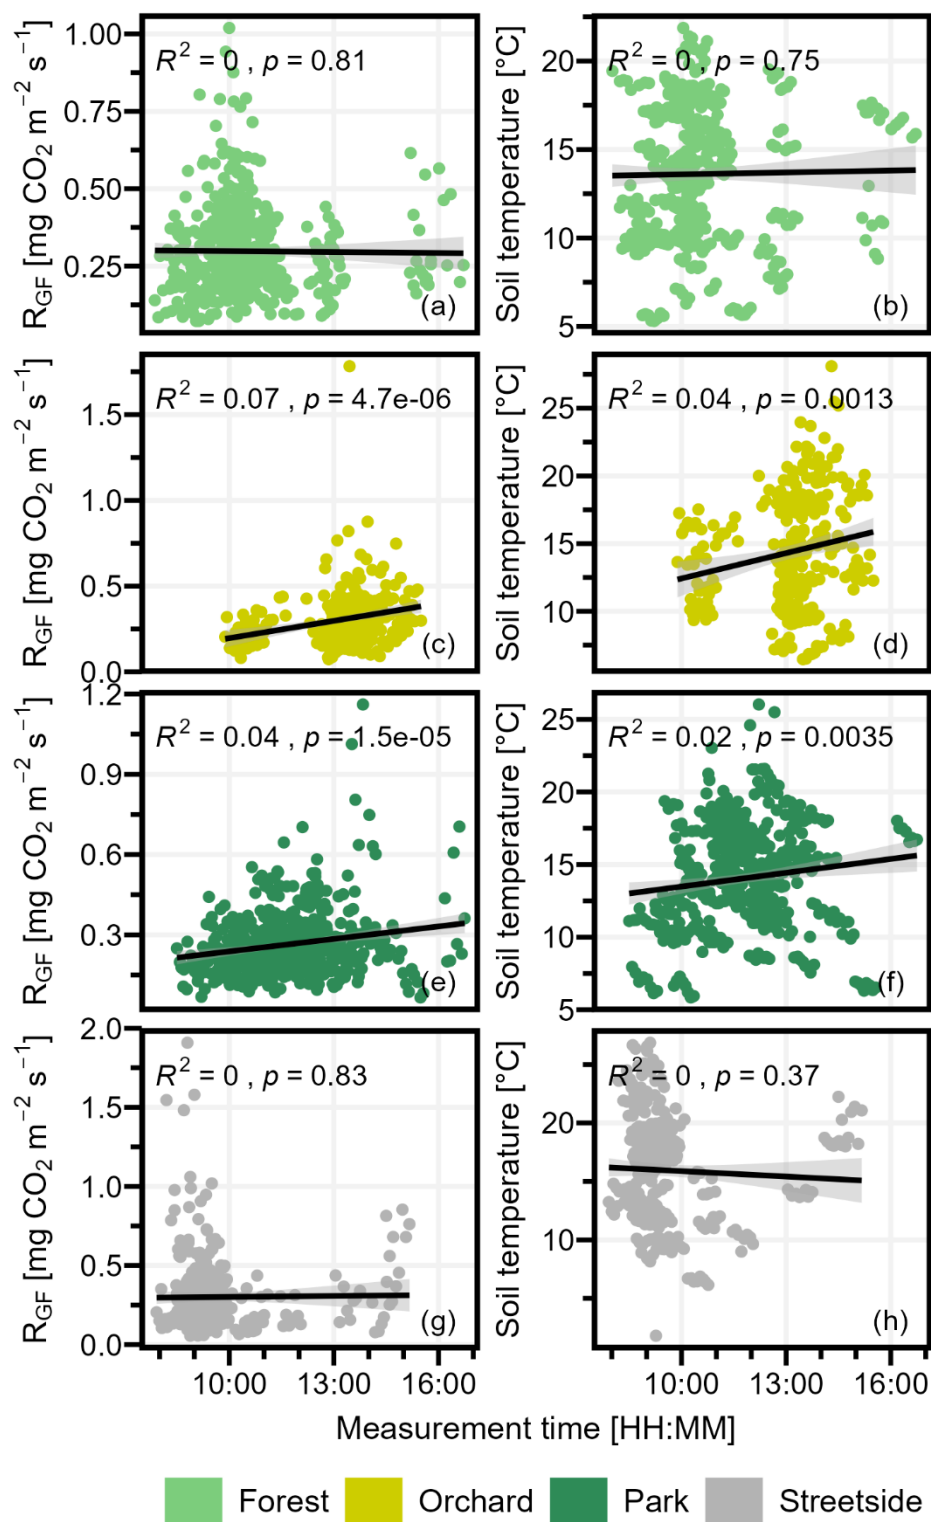 R² = 0 , p = 0.81
R_GF [mg CO₂ m⁻² s⁻¹]
1.00
0.75
0.50
0.25
(a)
R² = 0 , p = 0.75
Soil temperature [°C]
20
15
10
5
(b)
R² = 0.07 , p = 4.7e-06
R_GF [mg CO₂ m⁻² s⁻¹]
1.5
1.0
0.5
0.0
(c)
R² = 0.04 , p = 0.0013
Soil temperature [°C]
25
20
15
10
(d)
R² = 0.04 , p = 1.5e-05
R_GF [mg CO₂ m⁻² s⁻¹]
1.2
0.9
0.6
0.3
(e)
R² = 0.02 , p = 0.0035
Soil temperature [°C]
25
20
15
10
5
(f)
R² = 0 , p = 0.83
R_GF [mg CO₂ m⁻² s⁻¹]
2.0
1.5
1.0
0.5
0.0
(g)
R² = 0 , p = 0.37
Soil temperature [°C]
20
10
(h)
10:00 13:00 16:00
10:00 13:00 16:00
Measurement time [HH:MM]
Forest Orchard Park Streetside